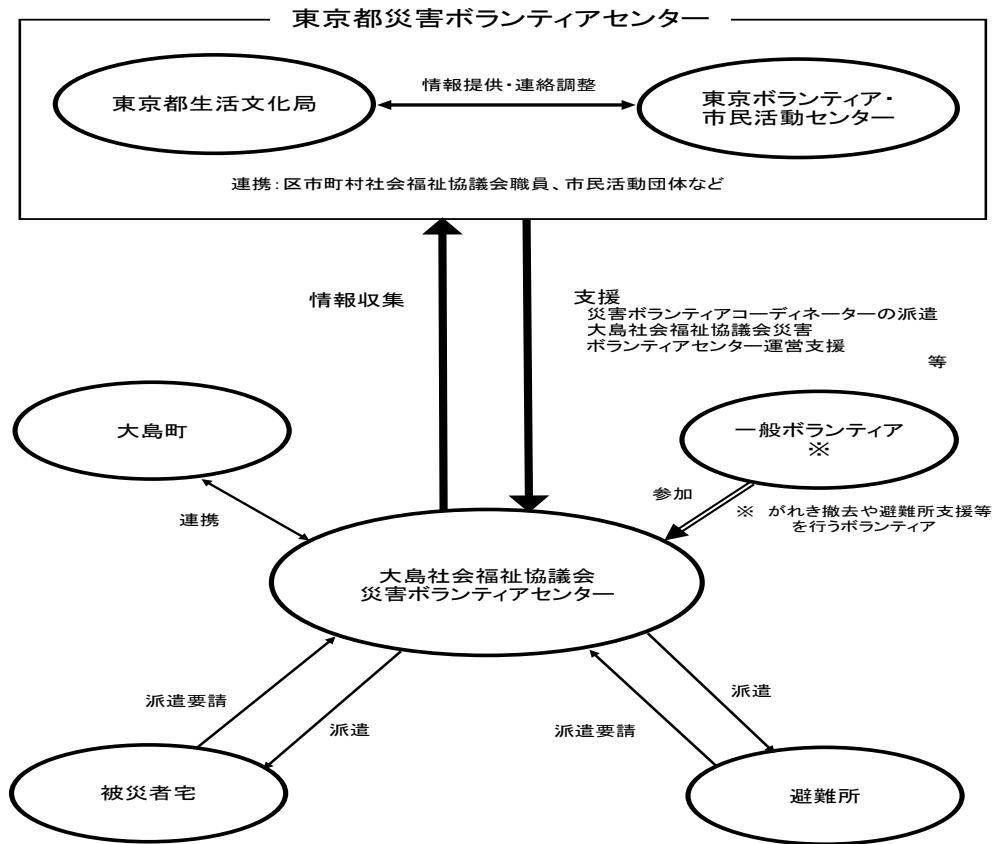 東京都災害ボランティアセンター
東京都生活文化局
情報提供・連絡調整
東京ボランティア・
市民活動センター
連携：区市町村社会福祉協議会職員、市民活動団体など
情報収集
支援
災害ボランティアコーディネーターの派遣
大島社会福祉協議会災害
ボランティアセンター運営支援
等
大島町
一般ボランティア
※
連携
参加
※ がれき撤去や避難所支援等
を行うボランティア
大島社会福祉協議会
災害ボランティアセンター
派遣要請
派遣
派遣要請
派遣
被災者宅
避難所